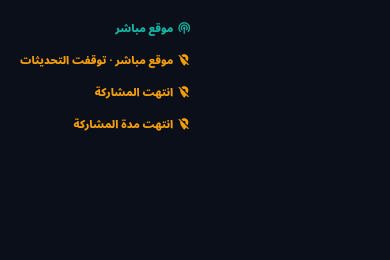 موقع مباشر
موقع مباشر · توقفت التحديثات
انتهت المشاركة
انتهت مدة المشاركة